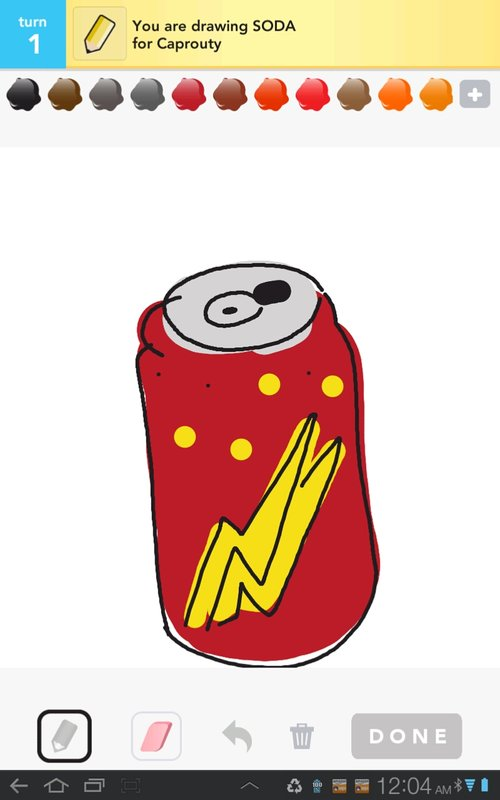 turn
1
You are drawing SODA
for Caprouty
DONE
12:04 AM